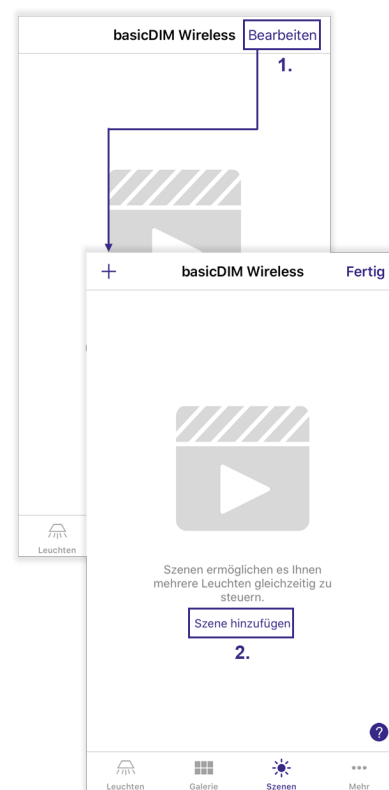 basicDIM Wireless Bearbeiten
1.
Leuchten
+ basicDIM Wireless Fertig
Szenen ermöglichen es Ihnen
mehrere Leuchten gleichzeitig zu
steuern.
Szene hinzufügen
2.
?
Leuchten Galerie Szenen Mehr